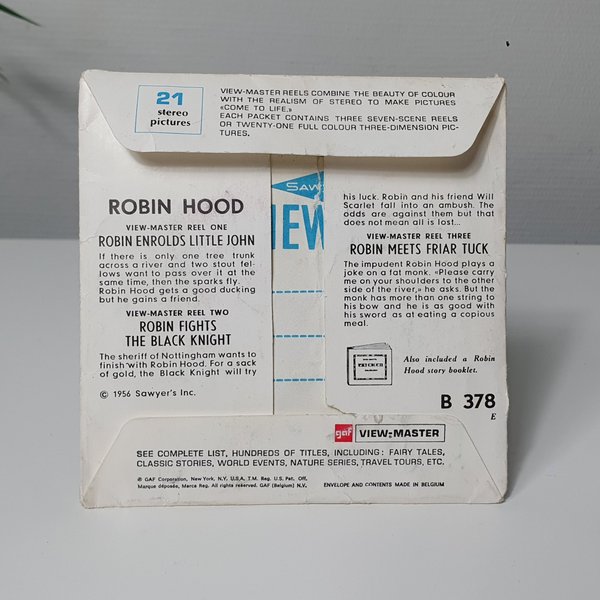 21
stereo
pictures
VIEW-MASTER REELS COMBINE THE BEAUTY OF COLOUR
WITH THE REALISM OF STEREO TO MAKE PICTURES
«COME TO LIFE.»
EACH PACKET CONTAINS THREE SEVEN-SCENE REELS
OR TWENTY-ONE FULL COLOUR THREE-DIMENSION PIC-
TURES.
ROBIN HOOD
VIEW-MASTER REEL ONE
ROBIN ENROLDS LITTLE JOHN
If there is only one tree trunk
across a river and two stout fel-
lows want to pass over it at the
same time, then the sparks fly.
Robin Hood gets a good ducking
but he gains a friend.
VIEW-MASTER REEL TWO
ROBIN FIGHTS
THE BLACK KNIGHT
The sheriff of Nottingham wants to
finish with Robin Hood. For a sack
of gold, the Black Knight will try
© 1956 Sawyer's Inc.
SAW
IEW
his luck. Robin and his friend Will
Scarlet fall into an ambush. The
odds are against them but that
does not mean all is lost...
VIEW-MASTER REEL THREE
ROBIN MEETS FRIAR TUCK
The impudent Robin Hood plays a
joke on a fat monk. «Please carry
me on your shoulders to the other
side of the river,» he asks. But the
monk has more than one string to
his bow and he is as good with
his sword as at eating a copious
meal.
Also included a Robin
Hood story booklet.
B 378
E
gaf VIEW-MASTER
SEE COMPLETE LIST, HUNDREDS OF TITLES, INCLUDING: FAIRY TALES,
CLASSIC STORIES, WORLD EVENTS, NATURE SERIES, TRAVEL TOURS, ETC.
® GAF Corporation, New York, N.Y. U.S.A. T.M. Reg. U.S. Pat. Off.
Marque déposée, Marca Reg. All rights reserved. GAF (Belgium) N.V.
ENVELOPE AND CONTENTS MADE IN BELGIUM